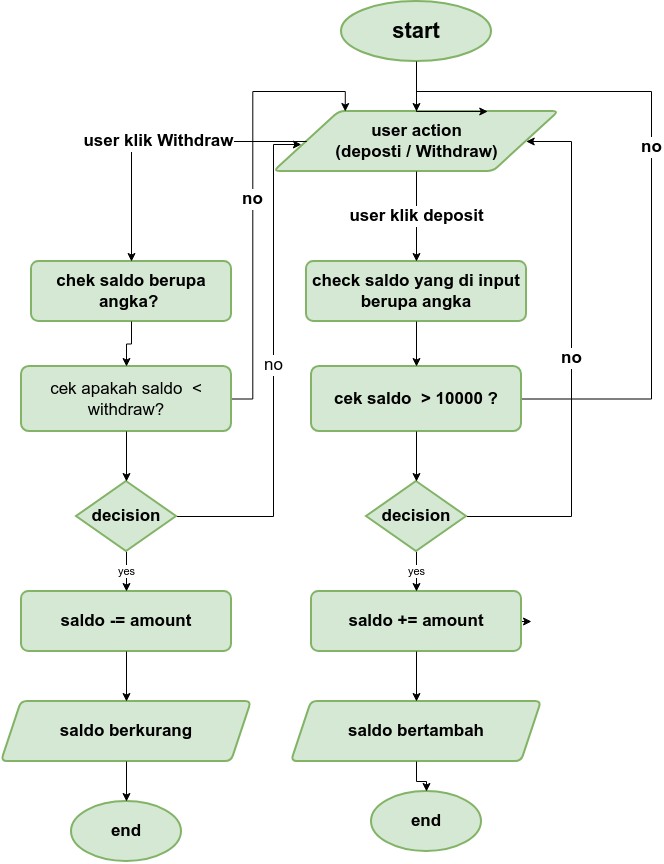 start
user action
(deposti / Withdraw)
user klik Withdraw
no
no
user klik deposit
chek saldo berupa
angka?
check saldo yang di input
berupa angka
no
no
cek apakah saldo <
withdraw?
cek saldo > 10000 ?
decision
decision
yes
yes
saldo -= amount
saldo += amount
saldo berkurang
saldo bertambah
end
end